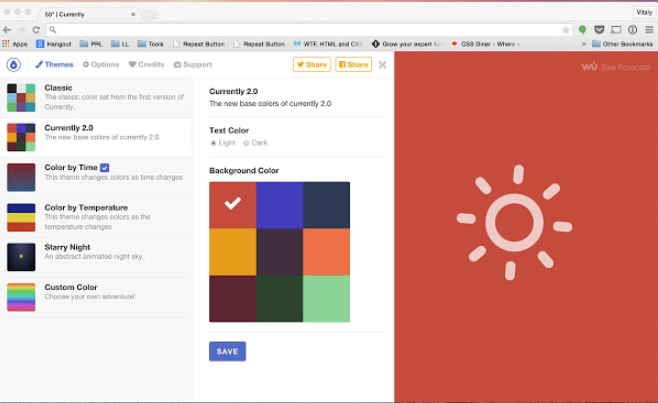 53° | Currently
Vitaly
Apps
Hangout
PRL
LL
Tools
Repeat Button
Repeat Button
WTF, HTML and CSS
Grow your expert fun
CSS Diner - Where w
»
Other Bookmarks
Themes
Options
Credits
Support
Share
Share
WU See Forecast
Classic
The classic color set from the first version of
Currently.
Currently 2.0
The new base colors of currently 2.0
Color by Time
This theme changes colors as time changes
Color by Temperature
This theme changes colors as the
temperature changes
Starry Night
An abstract animated night sky.
Custom Color
Choose your own adventure!
Currently 2.0
The new base colors of currently 2.0
Text Color
Light
Dark
Background Color
SAVE